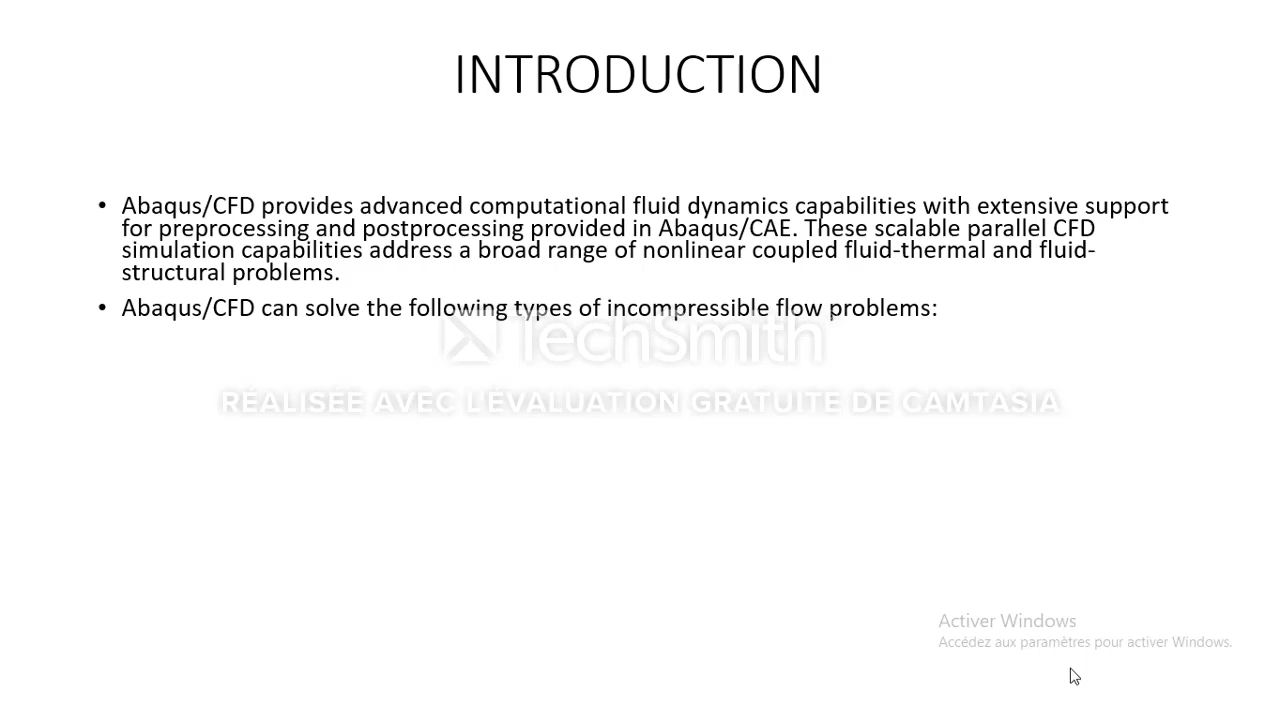 INTRODUCTION
• Abaqus/CFD provides advanced computational fluid dynamics capabilities with extensive support
for preprocessing and postprocessing provided in Abaqus/CAE. These scalable parallel CFD
simulation capabilities address a broad range of nonlinear coupled fluid-thermal and fluid-
structural problems.
• Abaqus/CFD can solve the following types of incompressible flow problems:
TechSmith
RÉALISÉE AVEC L'ÉVALUATION GRATUITE DE CAMTASIA
Activer Windows
Accédez aux paramètres pour activer Windows.